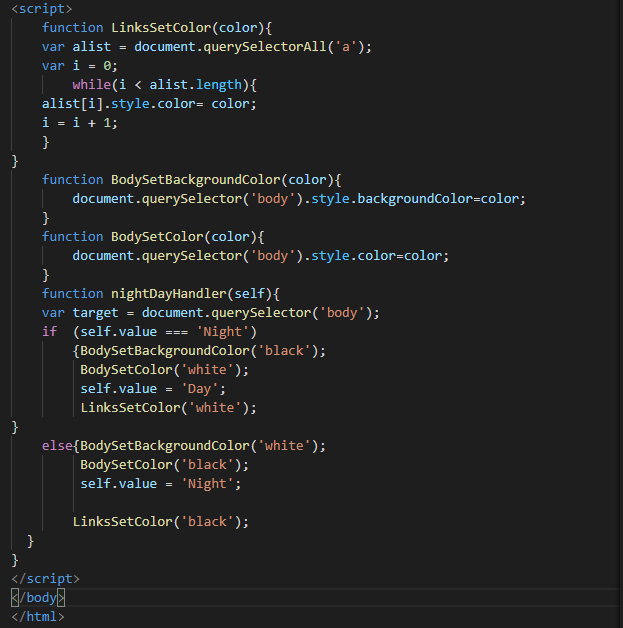 <script>
function LinksSetColor(color){
var alist = document.querySelectorAll('a');
var i = 0;
while(i < alist.length){
alist[i].style.color= color;
i = i + 1;
}
}
function BodySetBackgroundColor(color){
document.querySelector('body').style.backgroundColor=color;
}
function BodySetColor(color){
document.querySelector('body').style.color=color;
}
function nightDayHandler(self){
var target = document.querySelector('body');
if  (self.value === 'Night')
{BodySetBackgroundColor('black');
BodySetColor('white');
self.value = 'Day';
LinksSetColor('white');
}
else{BodySetBackgroundColor('white');
BodySetColor('black');
self.value = 'Night';
LinksSetColor('black');
}
}
</script>
</body>
</html>